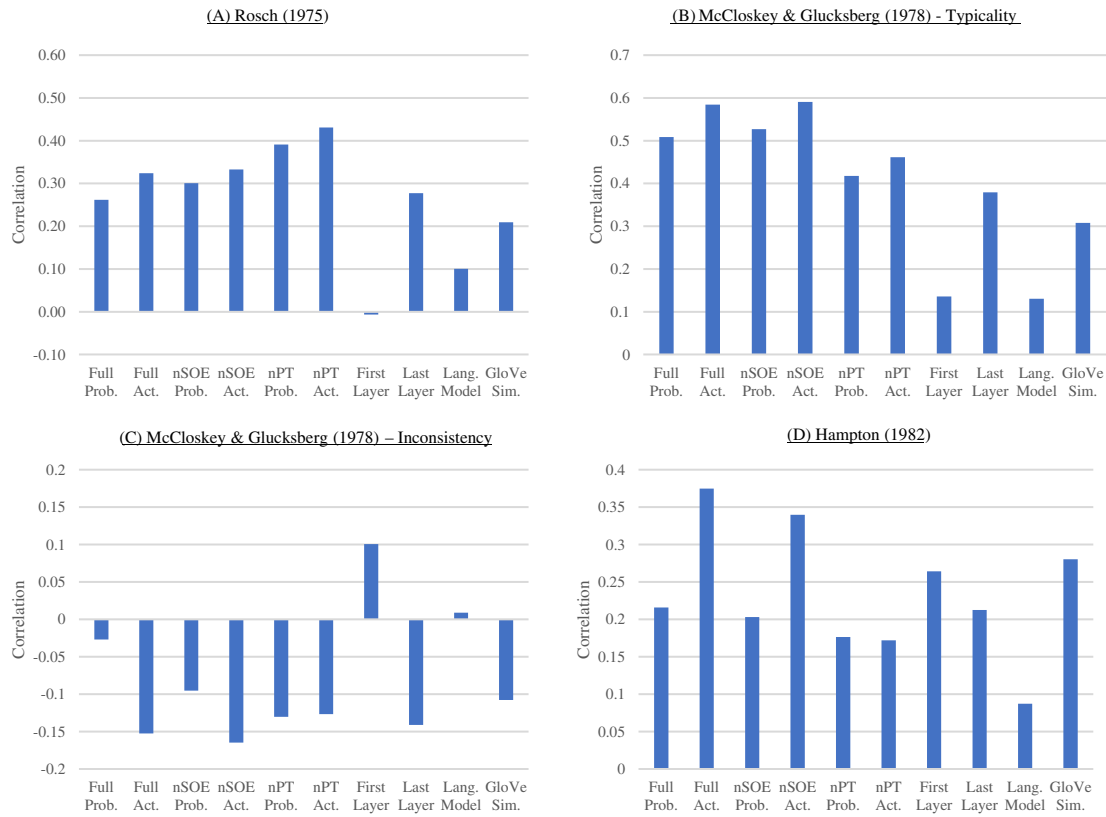 (A) Rosch (1975)
0.60
0.50
0.40
0.30
0.20
0.10
0.00
-0.10
Correlation
Full Full nSOE nSOE nPT nPT First Last Lang. GloVe
Prob. Act. Prob. Act. Prob. Act. Layer Layer Model Sim.
(B) McCloskey & Glucksberg (1978) - Typicality
0.7
0.6
0.5
0.4
0.3
0.2
0.1
0
Correlation
Full Full nSOE nSOE nPT nPT First Last Lang. GloVe
Prob. Act. Prob. Act. Prob. Act. Layer Layer Model Sim.
(C) McCloskey & Glucksberg (1978) – Inconsistency
0.2
0.15
0.1
0.05
0
-0.05
-0.1
-0.15
-0.2
Correlation
Full Full nSOE nSOE nPT nPT First Last Lang. GloVe
Prob. Act. Prob. Act. Prob. Act. Layer Layer Model Sim.
(D) Hampton (1982)
0.4
0.35
0.3
0.25
0.2
0.15
0.1
0.05
0
Correlation
Full Full nSOE nSOE nPT nPT First Last Lang. GloVe
Prob. Act. Prob. Act. Prob. Act. Layer Layer Model Sim.